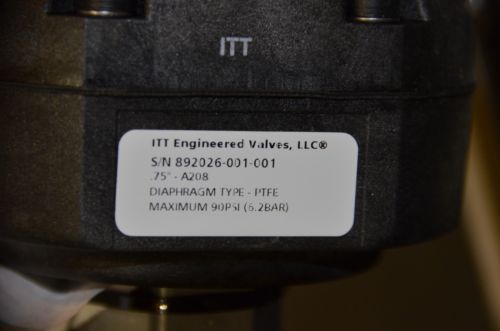 ITT
ITT Engineered Valves, LLC®
S/N 892026-001-001
.75" - A208
DIAPHRAGM TYPE - PTFE
MAXIMUM 90PSI (6.2BAR)